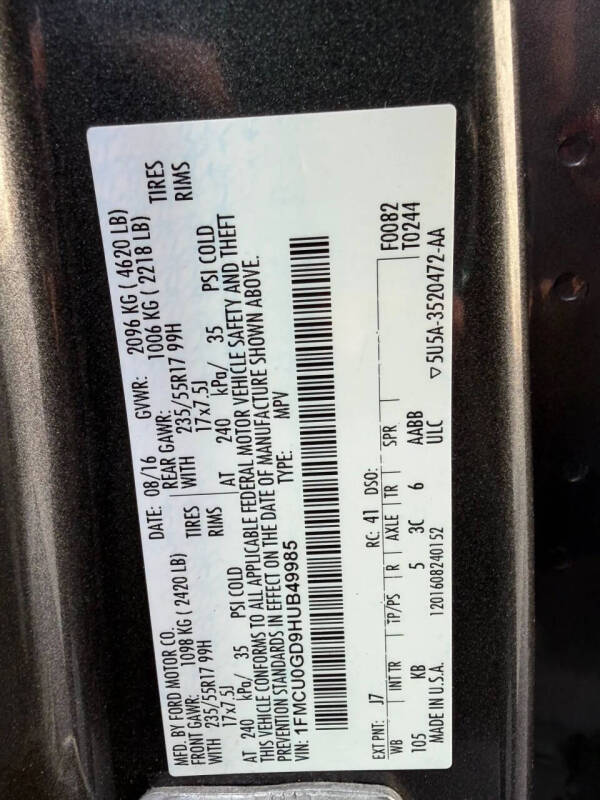 MFD. BY FORD MOTOR CO.
DATE: 08/16 GVWR: 2096 KG ( 4620 LB)
FRONT GAWR: 1098 KG ( 2420 LB)
REAR GAWR: 1006 KG ( 2218 LB)
WITH 235/55R17 99H TIRES
WITH 235/55R17 99H TIRES
17x7.5J RIMS
17x7.5J RIMS
AT 240 kPa/ 35 PSI COLD
AT 240 kPa/ 35 PSI COLD
THIS VEHICLE CONFORMS TO ALL APPLICABLE FEDERAL MOTOR VEHICLE SAFETY AND THEFT
PREVENTION STANDARDS IN EFFECT ON THE DATE OF MANUFACTURE SHOWN ABOVE.
VIN: 1FMCU0GD9HUB49985 TYPE: MPV
F0082
T0244
EXT PNT: J7 RC: 41 DSO:
WB INT TR TP/PS R AXLE TR SPR
105 KB 5 3C 6 AABB
MADE IN U.S.A. 1201608240152 ULC ▽5U5A-3520472-AA